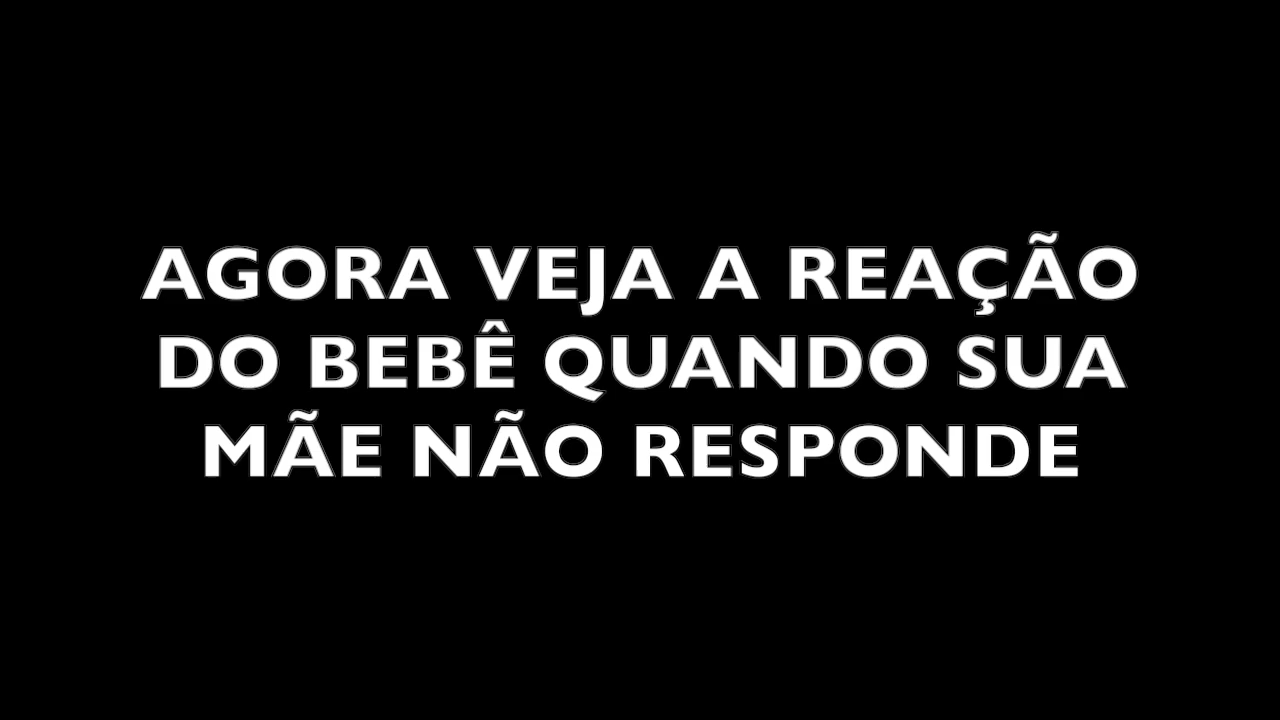 AGORA VEJA A REAÇÃO
DO BEBÊ QUANDO SUA
MÃE NÃO RESPONDE